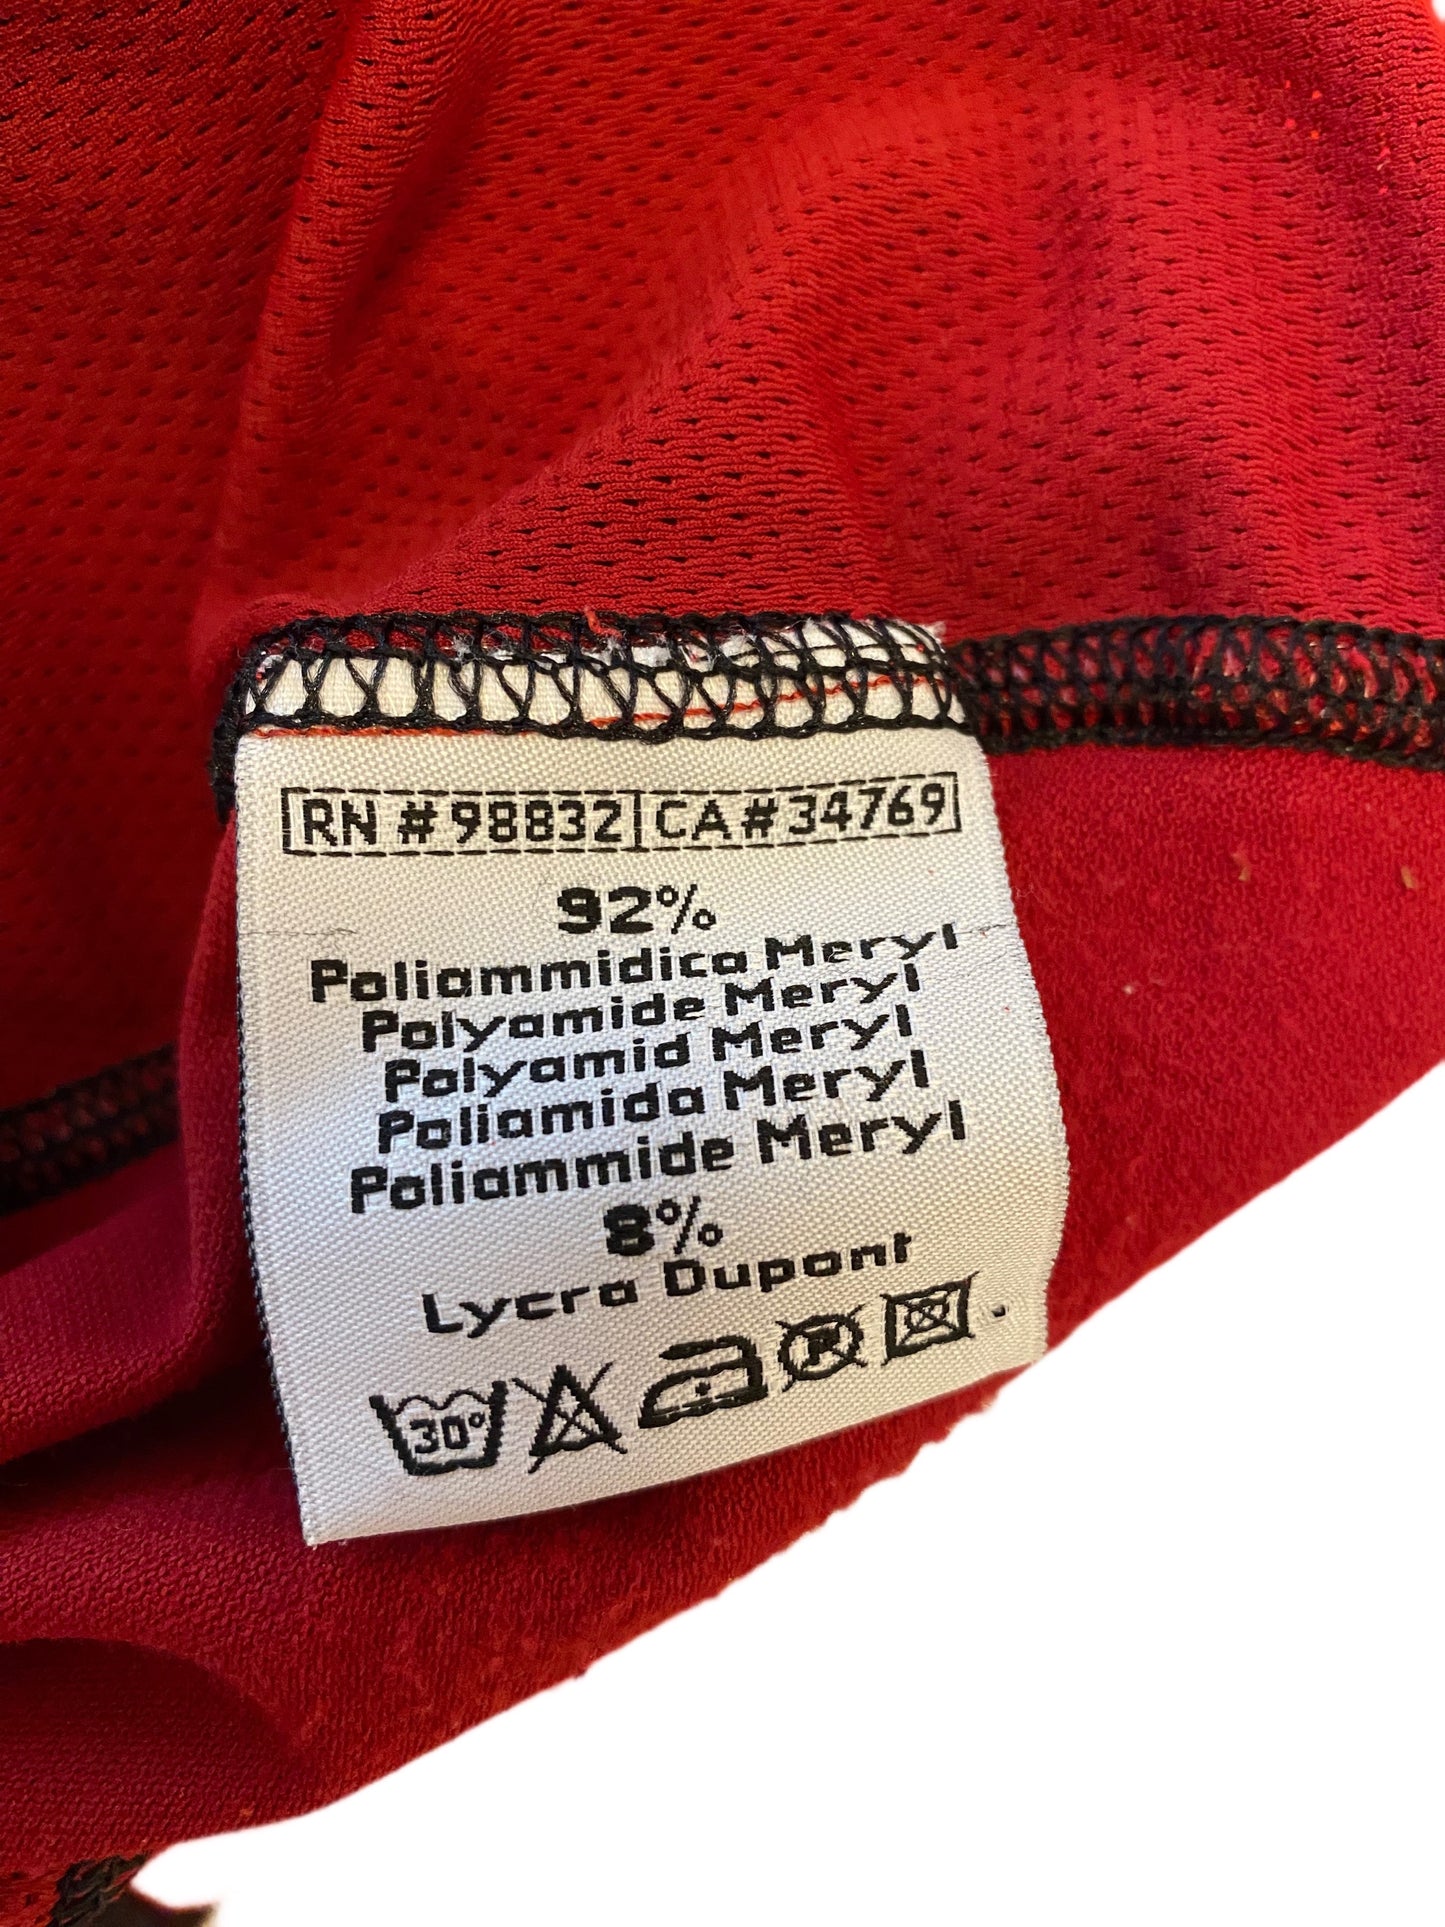 RN #98832 CA#34769
92%
Poliammidica Meryl
Polyamide Meryl
Polyamid Meryl
Poliamida Meryl
Poliammide Meryl
8%
Lycra Dupont
30° P